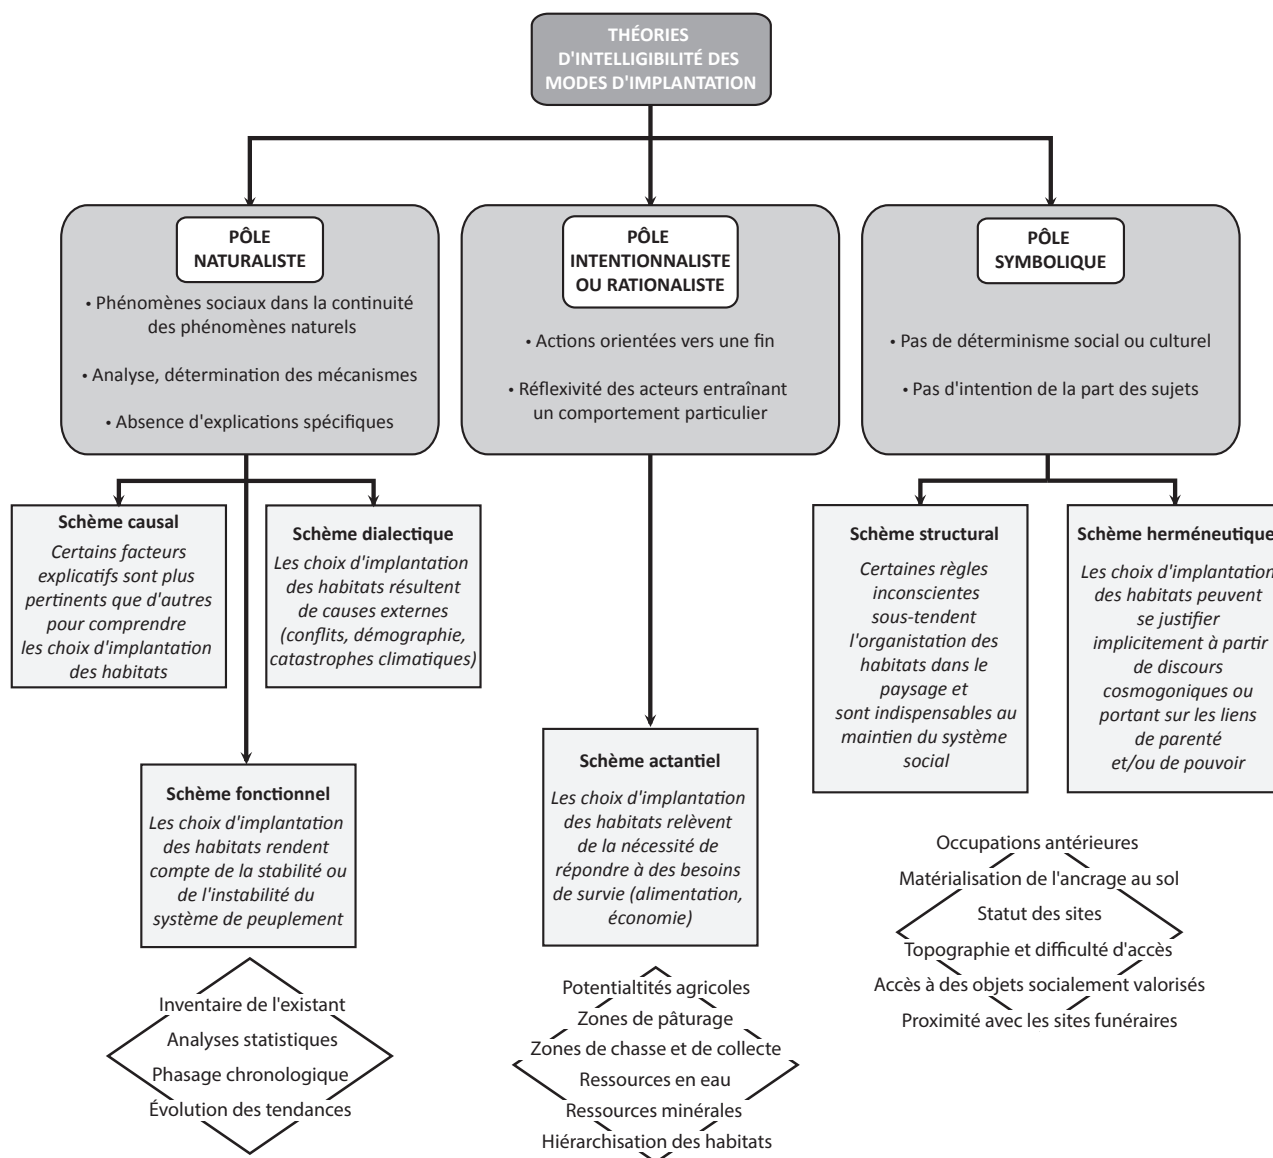 THÉORIES
D'INTELLIGIBILITÉ DES
MODES D'IMPLANTATION
PÔLE
NATURALISTE
• Phénomènes sociaux dans la continuité
des phénomènes naturels
• Analyse, détermination des mécanismes
• Absence d'explications spécifiques
PÔLE
INTENTIONNALISTE
OU RATIONALISTE
• Actions orientées vers une fin
• Réflexivité des acteurs entraînant
un comportement particulier
PÔLE
SYMBOLIQUE
• Pas de déterminisme social ou culturel
• Pas d'intention de la part des sujets
Schème causal
Certains facteurs
explicatifs sont plus
pertinents que d'autres
pour comprendre
les choix d'implantation
des habitats
Schème dialectique
Les choix d'implantation
des habitats résultent
de causes externes
(conflits, démographie,
catastrophes climatiques)
Schème fonctionnel
Les choix d'implantation
des habitats rendent
compte de la stabilité ou
de l'instabilité du
système de peuplement
Schème actantiel
Les choix d'implantation
des habitats relèvent
de la nécessité de
répondre à des besoins
de survie (alimentation,
économie)
Schème structural
Certaines règles
inconscientes
sous-tendent
l'organistation des
habitats dans le
paysage et
sont indispensables au
maintien du système
social
Schème herméneutique
Les choix d'implantation
des habitats peuvent
se justifier
implicitement à partir
de discours
cosmogoniques ou
portant sur les liens
de parenté
et/ou de pouvoir
Inventaire de l'existant
Analyses statistiques
Phasage chronologique
Évolution des tendances
Potentialtités agricoles
Zones de pâturage
Zones de chasse et de collecte
Ressources en eau
Ressources minérales
Hiérarchisation des habitats
Occupations antérieures
Matérialisation de l'ancrage au sol
Statut des sites
Topographie et difficulté d'accès
Accès à des objets socialement valorisés
Proximité avec les sites funéraires